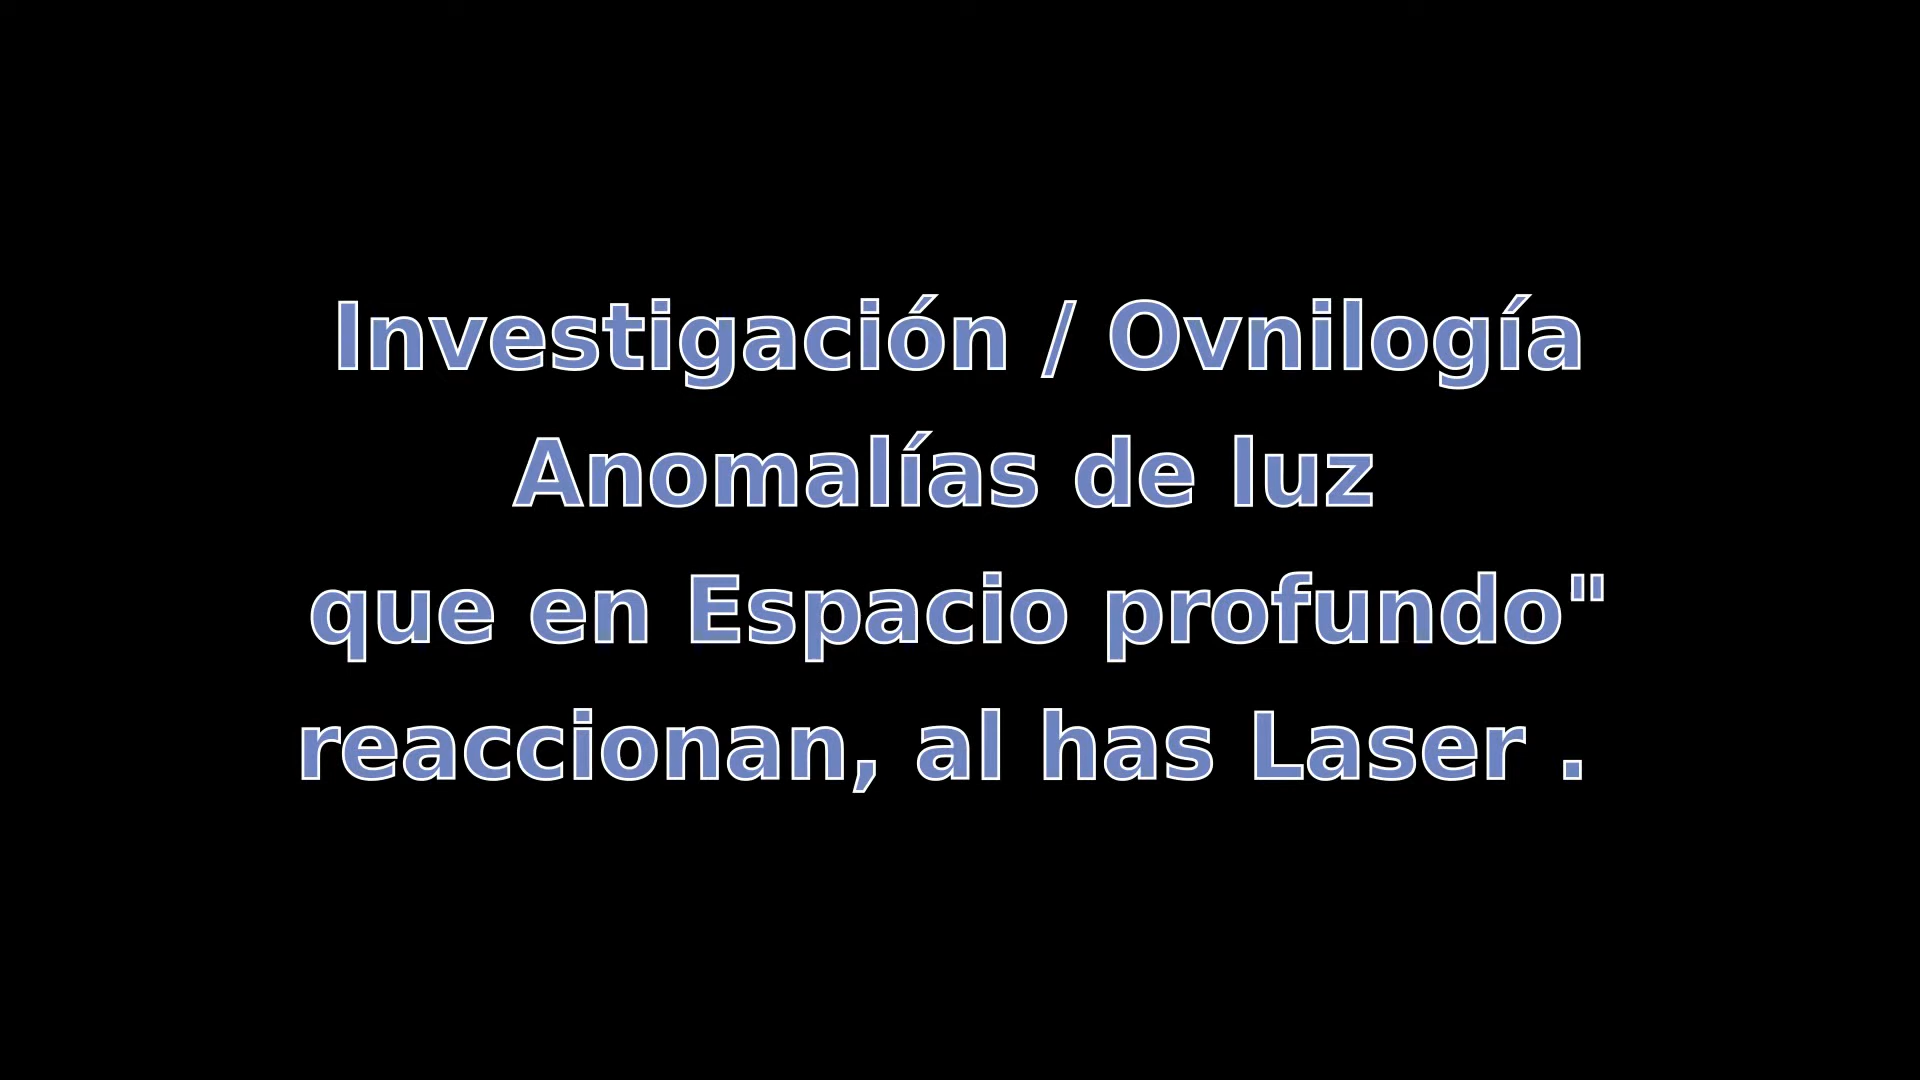 Investigación / Ovnilogía
Anomalías de luz
que en Espacio profundo"
reaccionan, al has Laser .